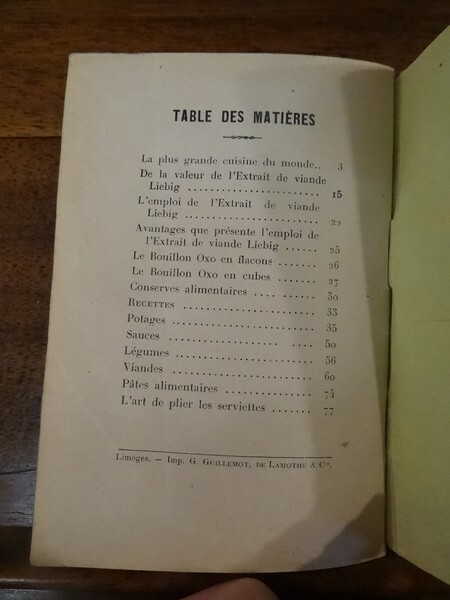 TABLE DES MATIÈRES
La plus grande cuisine du monde.. 3
De la valeur de l'Extrait de viande
Liebig .................. 15
L'emploi de l'Extrait de viande
Liebig .................. 22
Avantages que présente l'emploi de
l'Extrait de viande Liebig ...... 25
Le Bouillon Oxo en flacons ....... 26
Le Bouillon Oxo en cubes ........ 27
Conserves alimentaires .... ...... 30
RECETTES ..................... 33
Potages ...................... 35
Sauces ................ .... 50
Légumes ..................... 56
Viandes ...................... 60
Pâtes alimentaires ............... 74
L'art de plier les serviettes ....... 77
Limoges. — Imp. G. GUILLEMOT, DE LAMOTHE & Cie.